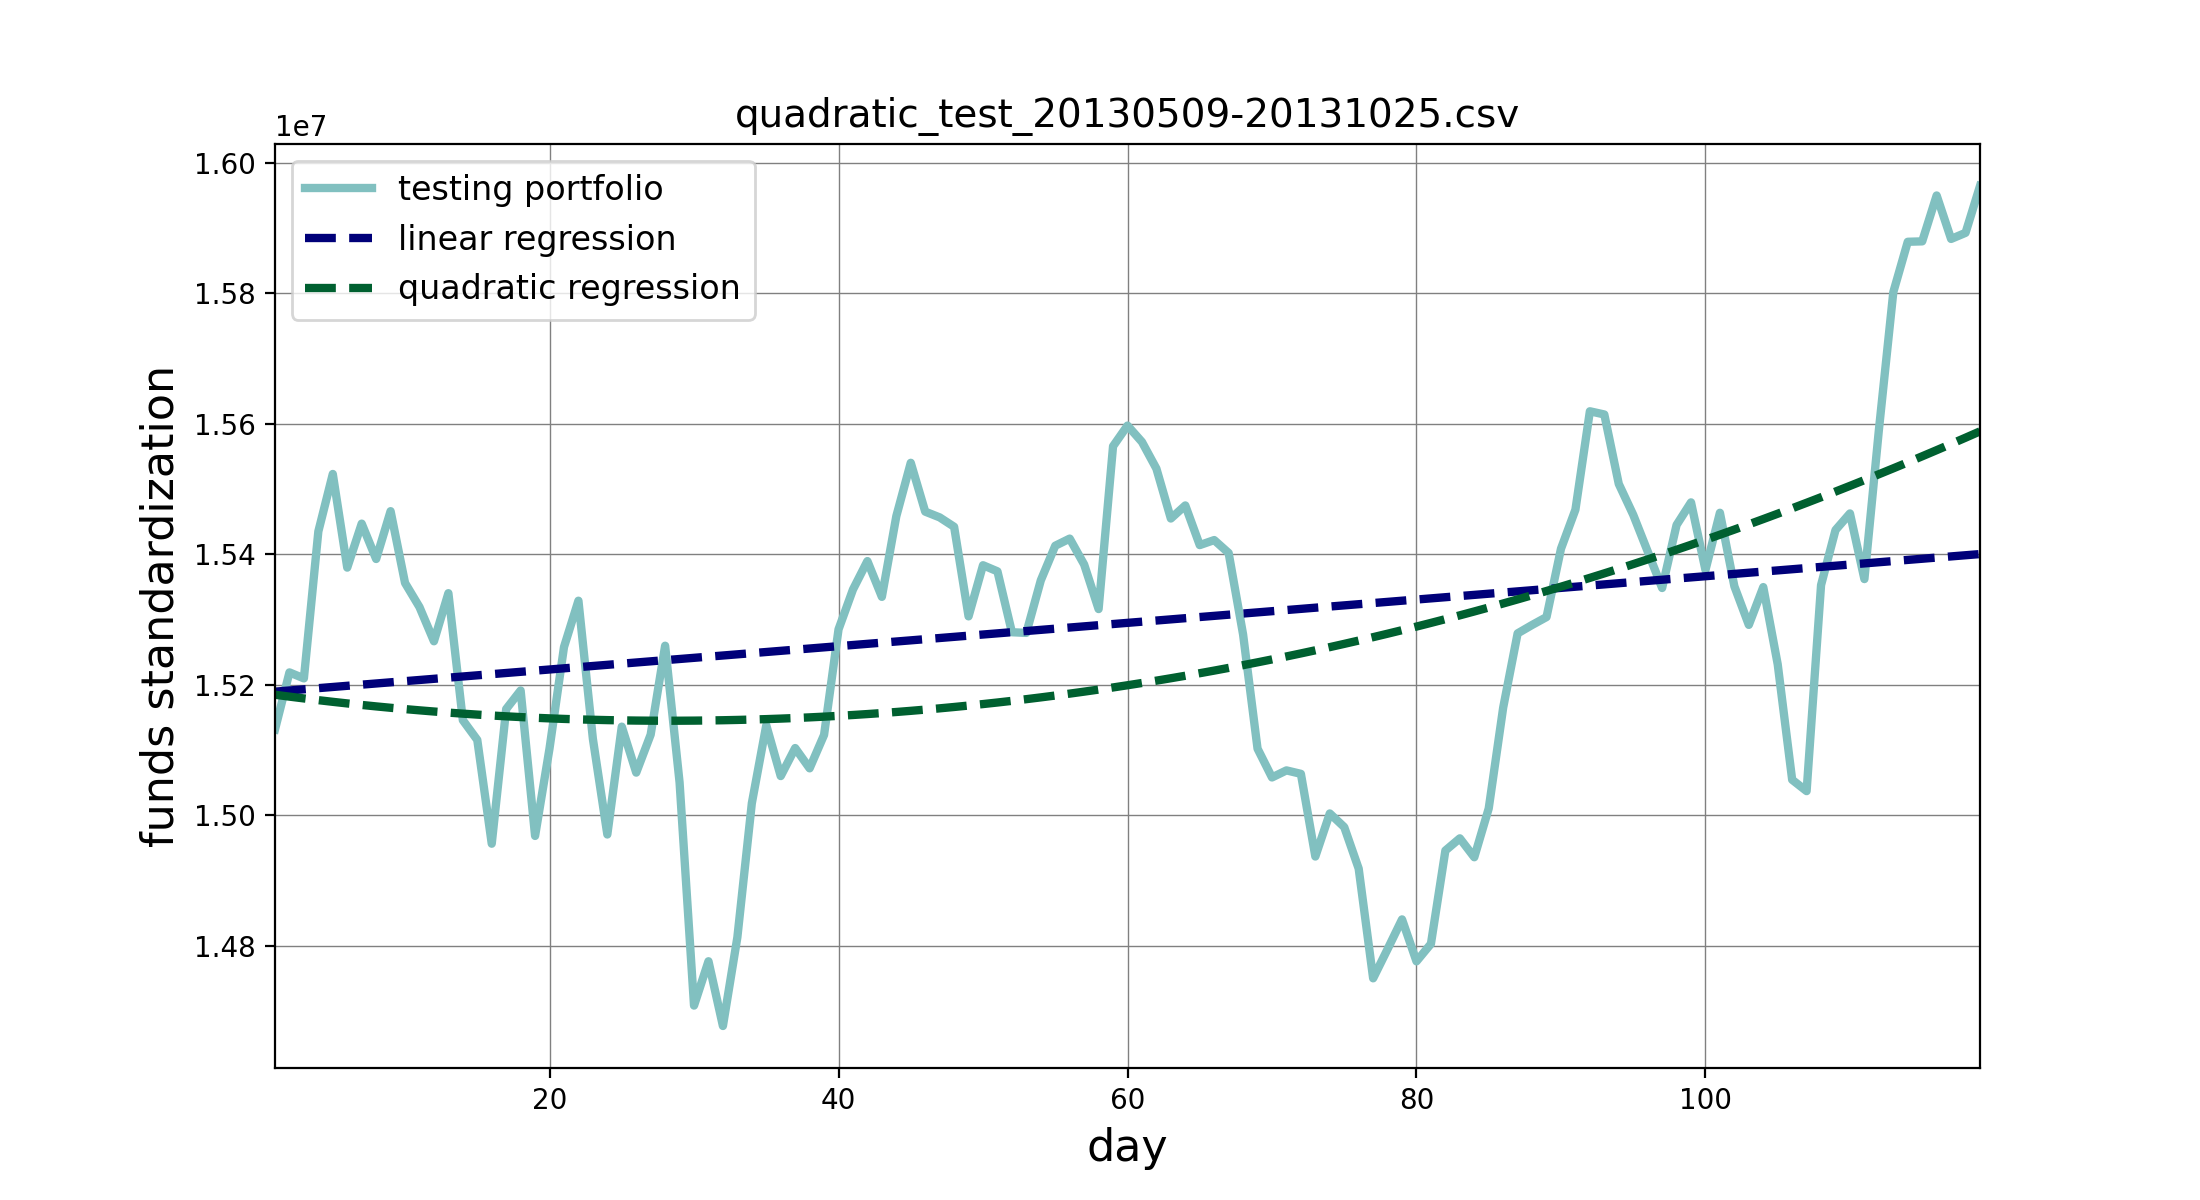 quadratic_test_20130509-20131025.csv
1e7
testing portfolio
linear regression
quadratic regression
1.60
1.58
1.56
1.54
1.52
1.50
1.48
funds standardization
20 40 60 80 100
day